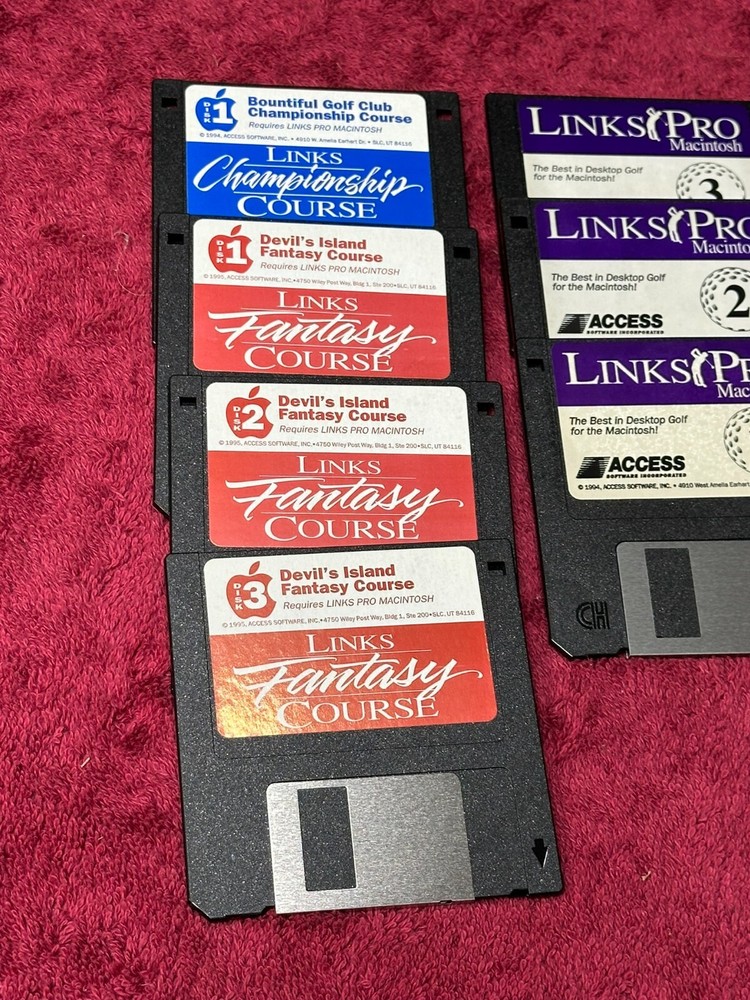 DISK 1
Bountiful Golf Club
Championship Course
Requires LINKS PRO MACINTOSH
© 1994, ACCESS SOFTWARE, INC. • 4910 W. Amelia Earhart Dr. • SLC, UT 84116
LINKS
Championship
COURSE
DISK 1
Devil's Island
Fantasy Course
Requires LINKS PRO MACINTOSH
© 1995, ACCESS SOFTWARE, INC.•4750 Wiley Post Way, Bldg 1, Ste 200•SLC, UT 84116
LINKS
Fantasy
COURSE
DISK 2
Devil's Island
Fantasy Course
Requires LINKS PRO MACINTOSH
© 1995, ACCESS SOFTWARE, INC.•4750 Wiley Post Way, Bldg 1, Ste 200•SLC, UT 84116
LINKS
Fantasy
COURSE
DISK 3
Devil's Island
Fantasy Course
Requires LINKS PRO MACINTOSH
© 1995, ACCESS SOFTWARE, INC.•4750 Wiley Post Way, Bldg 1, Ste 200•SLC, UT 84116
LINKS
Fantasy
COURSE
LINKS PRO
Macintosh
The Best in Desktop Golf
for the Macintosh!
3
LINKS PRO
Macinto
The Best in Desktop Golf
for the Macintosh!
2
ACCESS
SOFTWARE INCORPORATED
LINKS P
Mac
The Best in Desktop Golf
for the Macintosh!
ACCESS
SOFTWARE INCORPORATED
© 1994, ACCESS SOFTWARE, INC. • 4910 West Amelia Earhart
HD